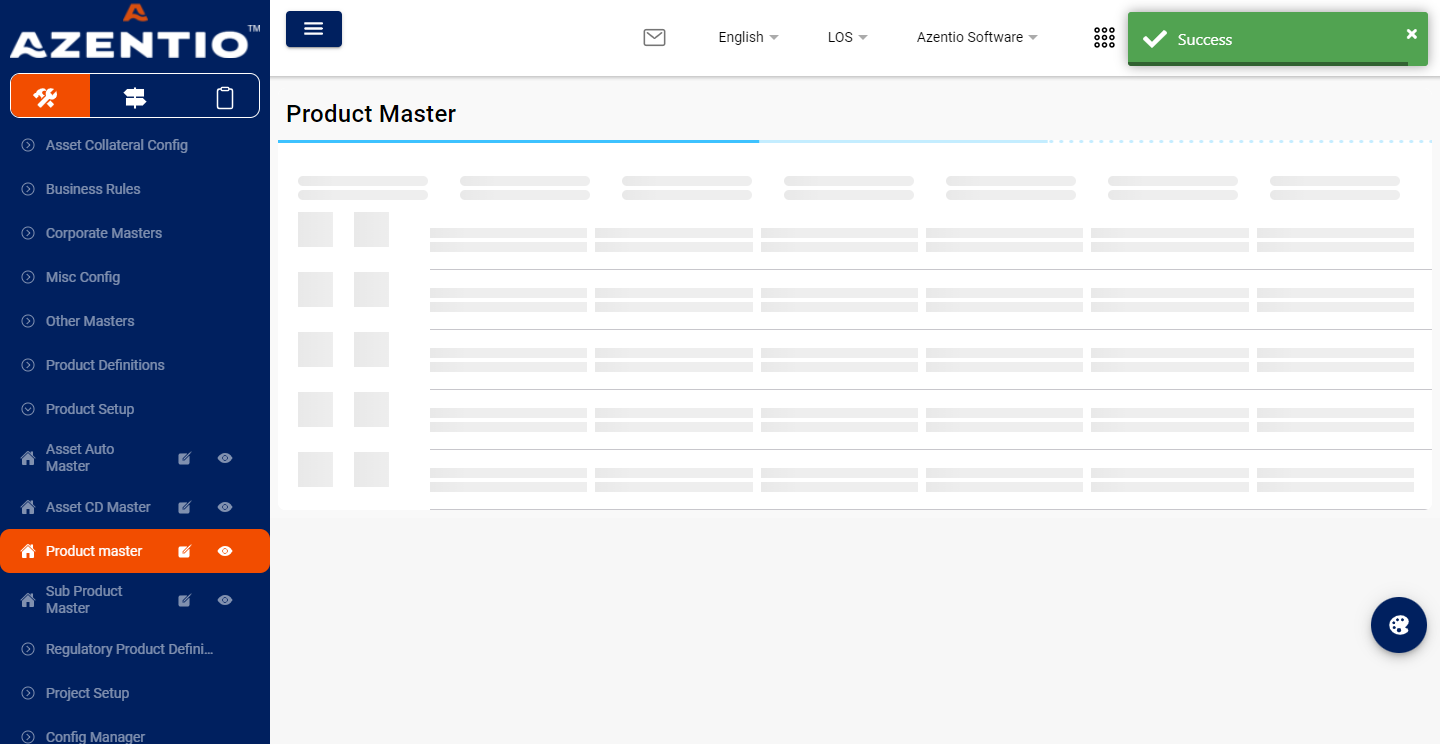 AZENTIO™
English
LOS
Azentio Software
Success
Product Master
Asset Collateral Config
Business Rules
Corporate Masters
Misc Config
Other Masters
Product Definitions
Product Setup
Asset Auto
Master
Asset CD Master
Product master
Sub Product
Master
Regulatory Product Defini...
Project Setup
Config Manager